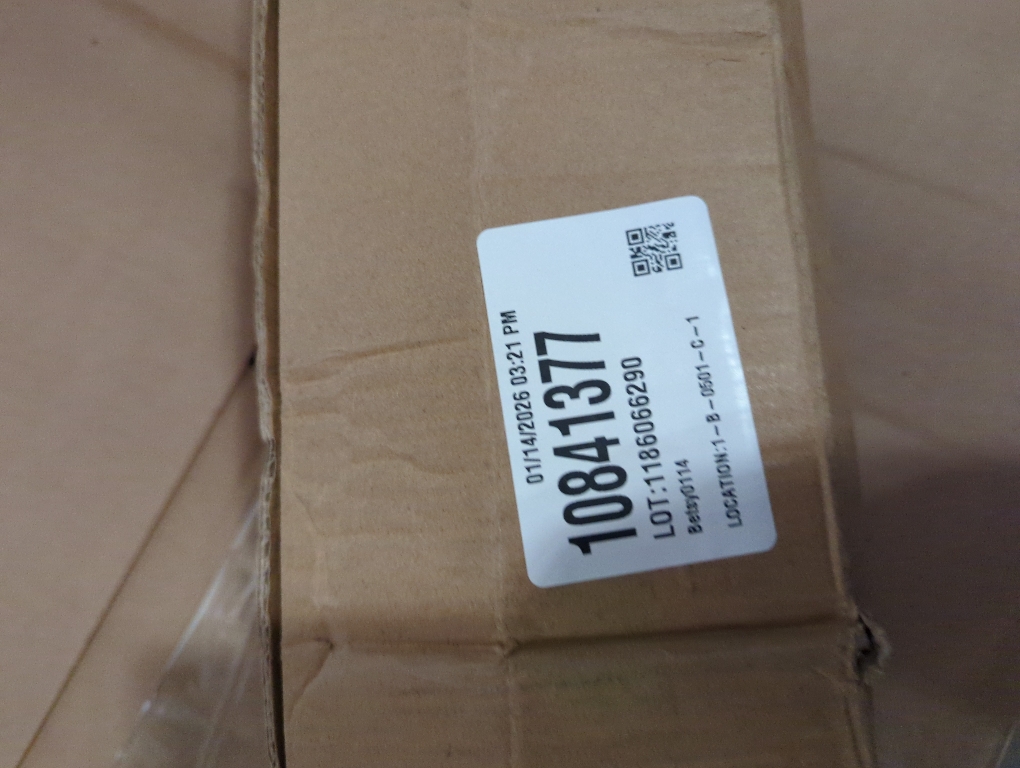 01/14/2026 03:21 PM
10841377
LOT:1186066290
Betsy0114
LOCATION:1-B-0501-C-1